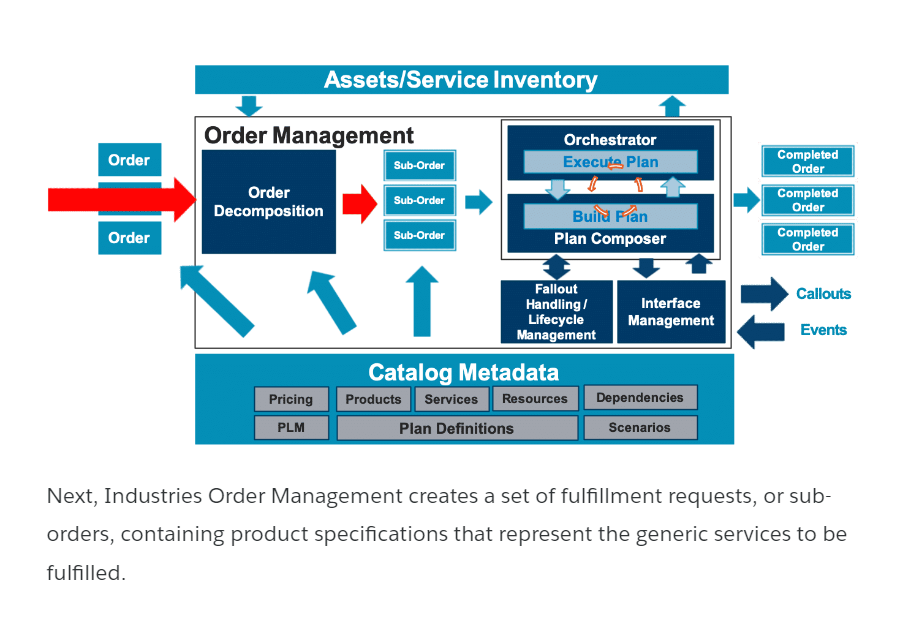 Assets/Service Inventory
Order Management
Order
Order
Order
Decomposition
Sub-Order
Sub-Order
Sub-Order
Orchestrator
Execute Plan
Build Plan
Plan Composer
Completed
Order
Completed
Order
Completed
Order
Fallout
Handling /
Lifecycle
Management
Interface
Management
Callouts
Events
Catalog Metadata
Pricing
Products
Services
Resources
Dependencies
PLM
Plan Definitions
Scenarios
Next, Industries Order Management creates a set of fulfillment requests, or sub-
orders, containing product specifications that represent the generic services to be
fulfilled.